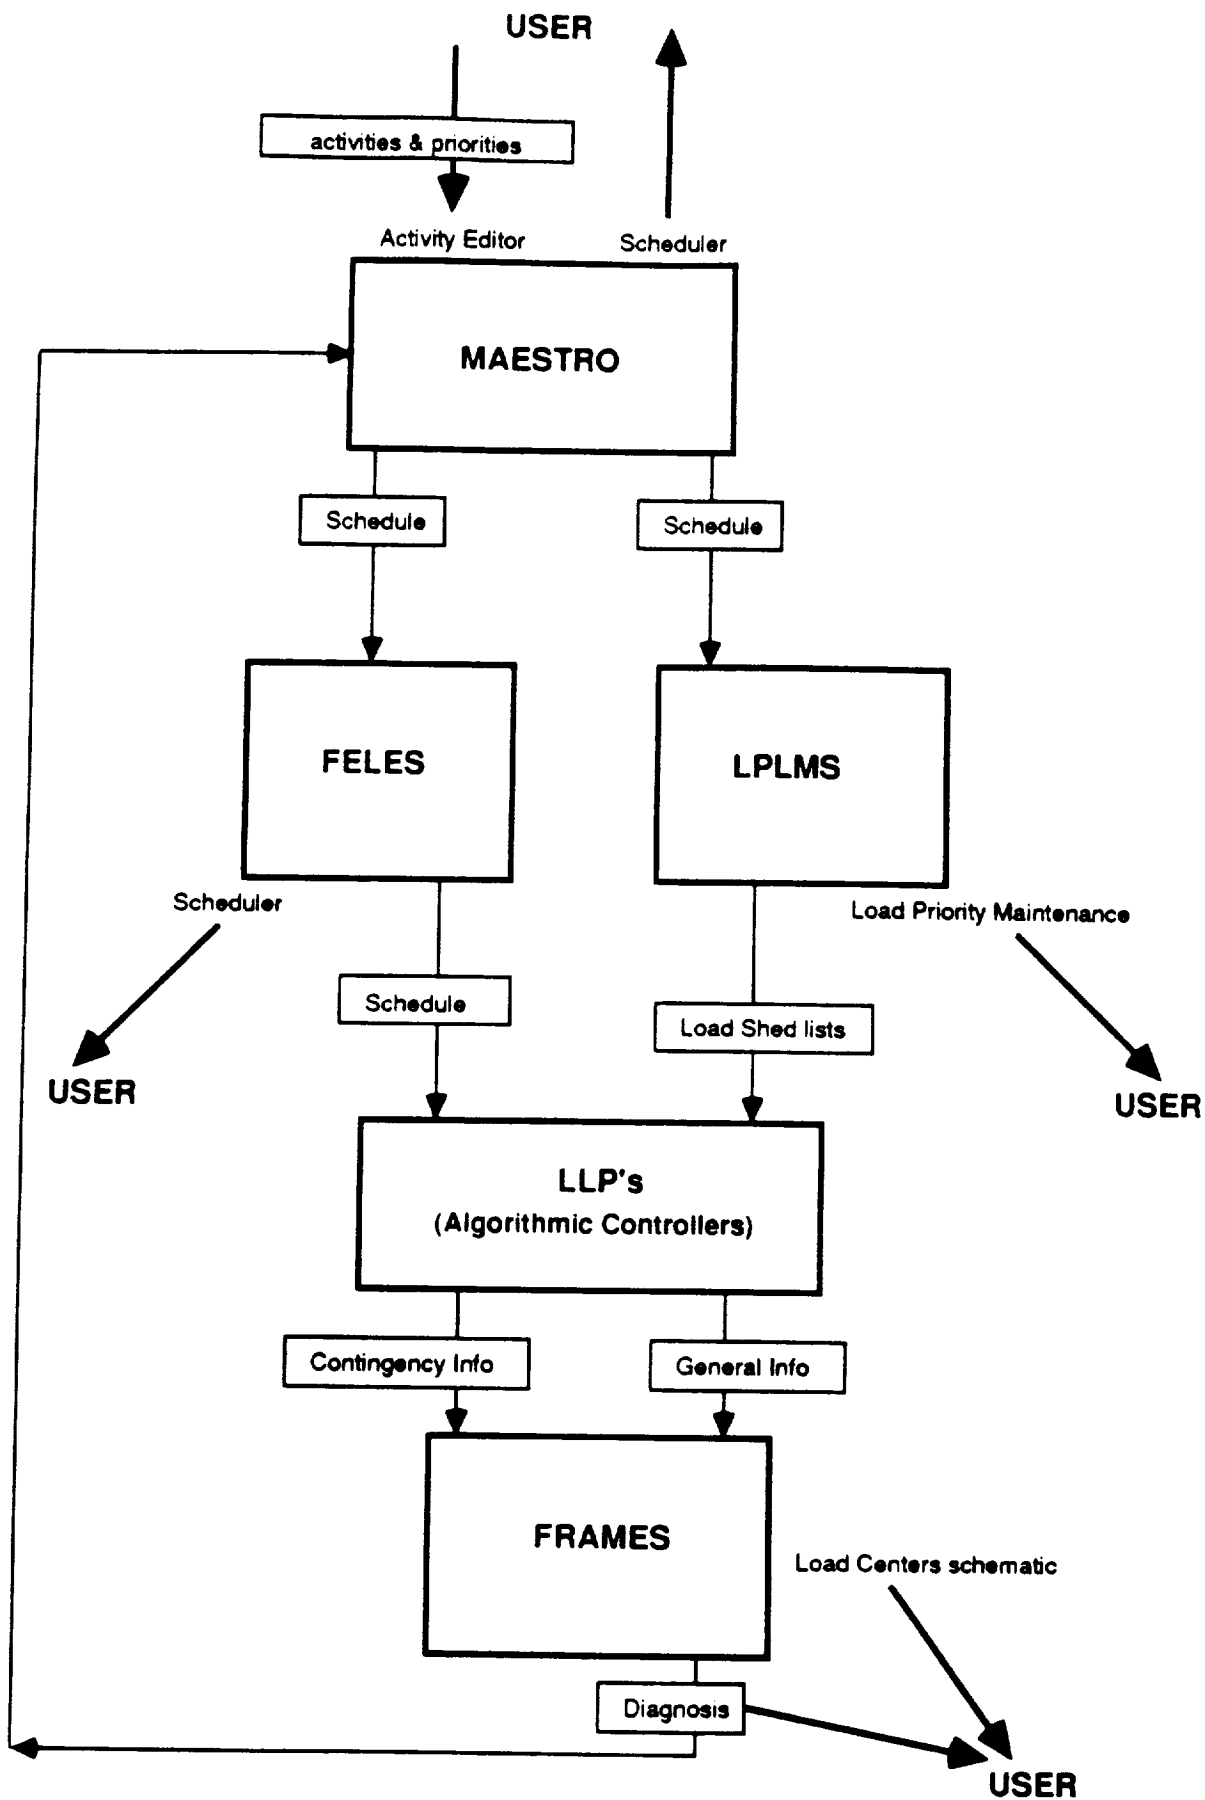 USER
activities & priorities
Activity Editor
Scheduler
MAESTRO
Schedule
Schedule
FELES
LPLMS
Scheduler
Load Priority Maintenance
Schedule
Load Shed lists
USER
USER
LLP's
(Algorithmic Controllers)
Contingency Info
General Info
FRAMES
Load Centers schematic
Diagnosis
USER